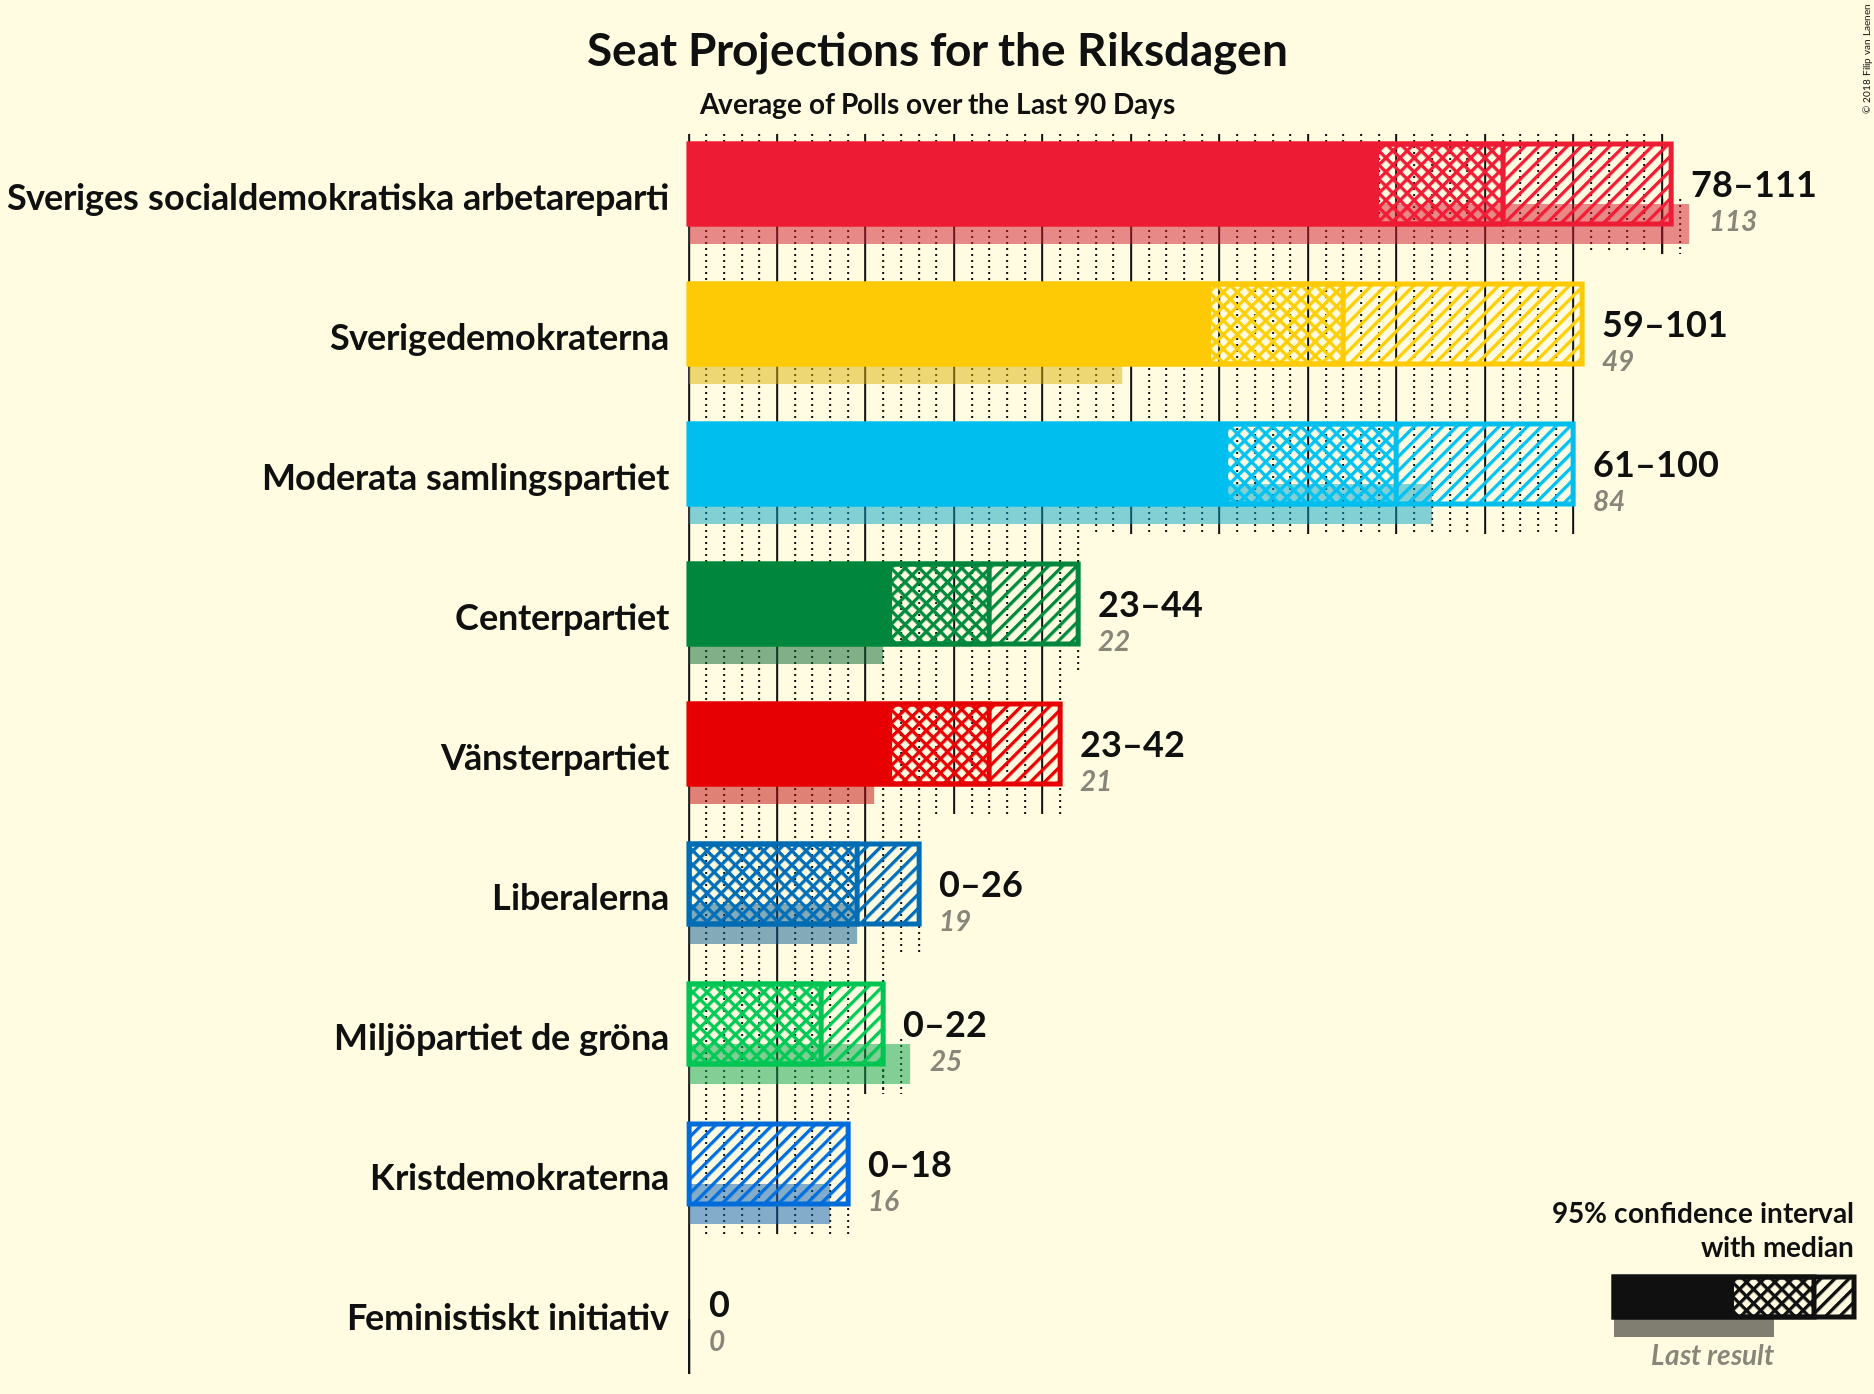 Seat Projections for the Riksdagen
Average of Polls over the Last 90 Days
© 2018 Filip van Laenen
Sveriges socialdemokratiska arbetareparti
78–111
113
Sverigedemokraterna
59–101
49
Moderata samlingspartiet
61–100
84
Centerpartiet
23–44
22
Vänsterpartiet
23–42
21
Liberalerna
0–26
19
Miljöpartiet de gröna
0–22
25
Kristdemokraterna
0–18
16
Feministiskt initiativ
0
0
95% confidence interval
with median
Last result